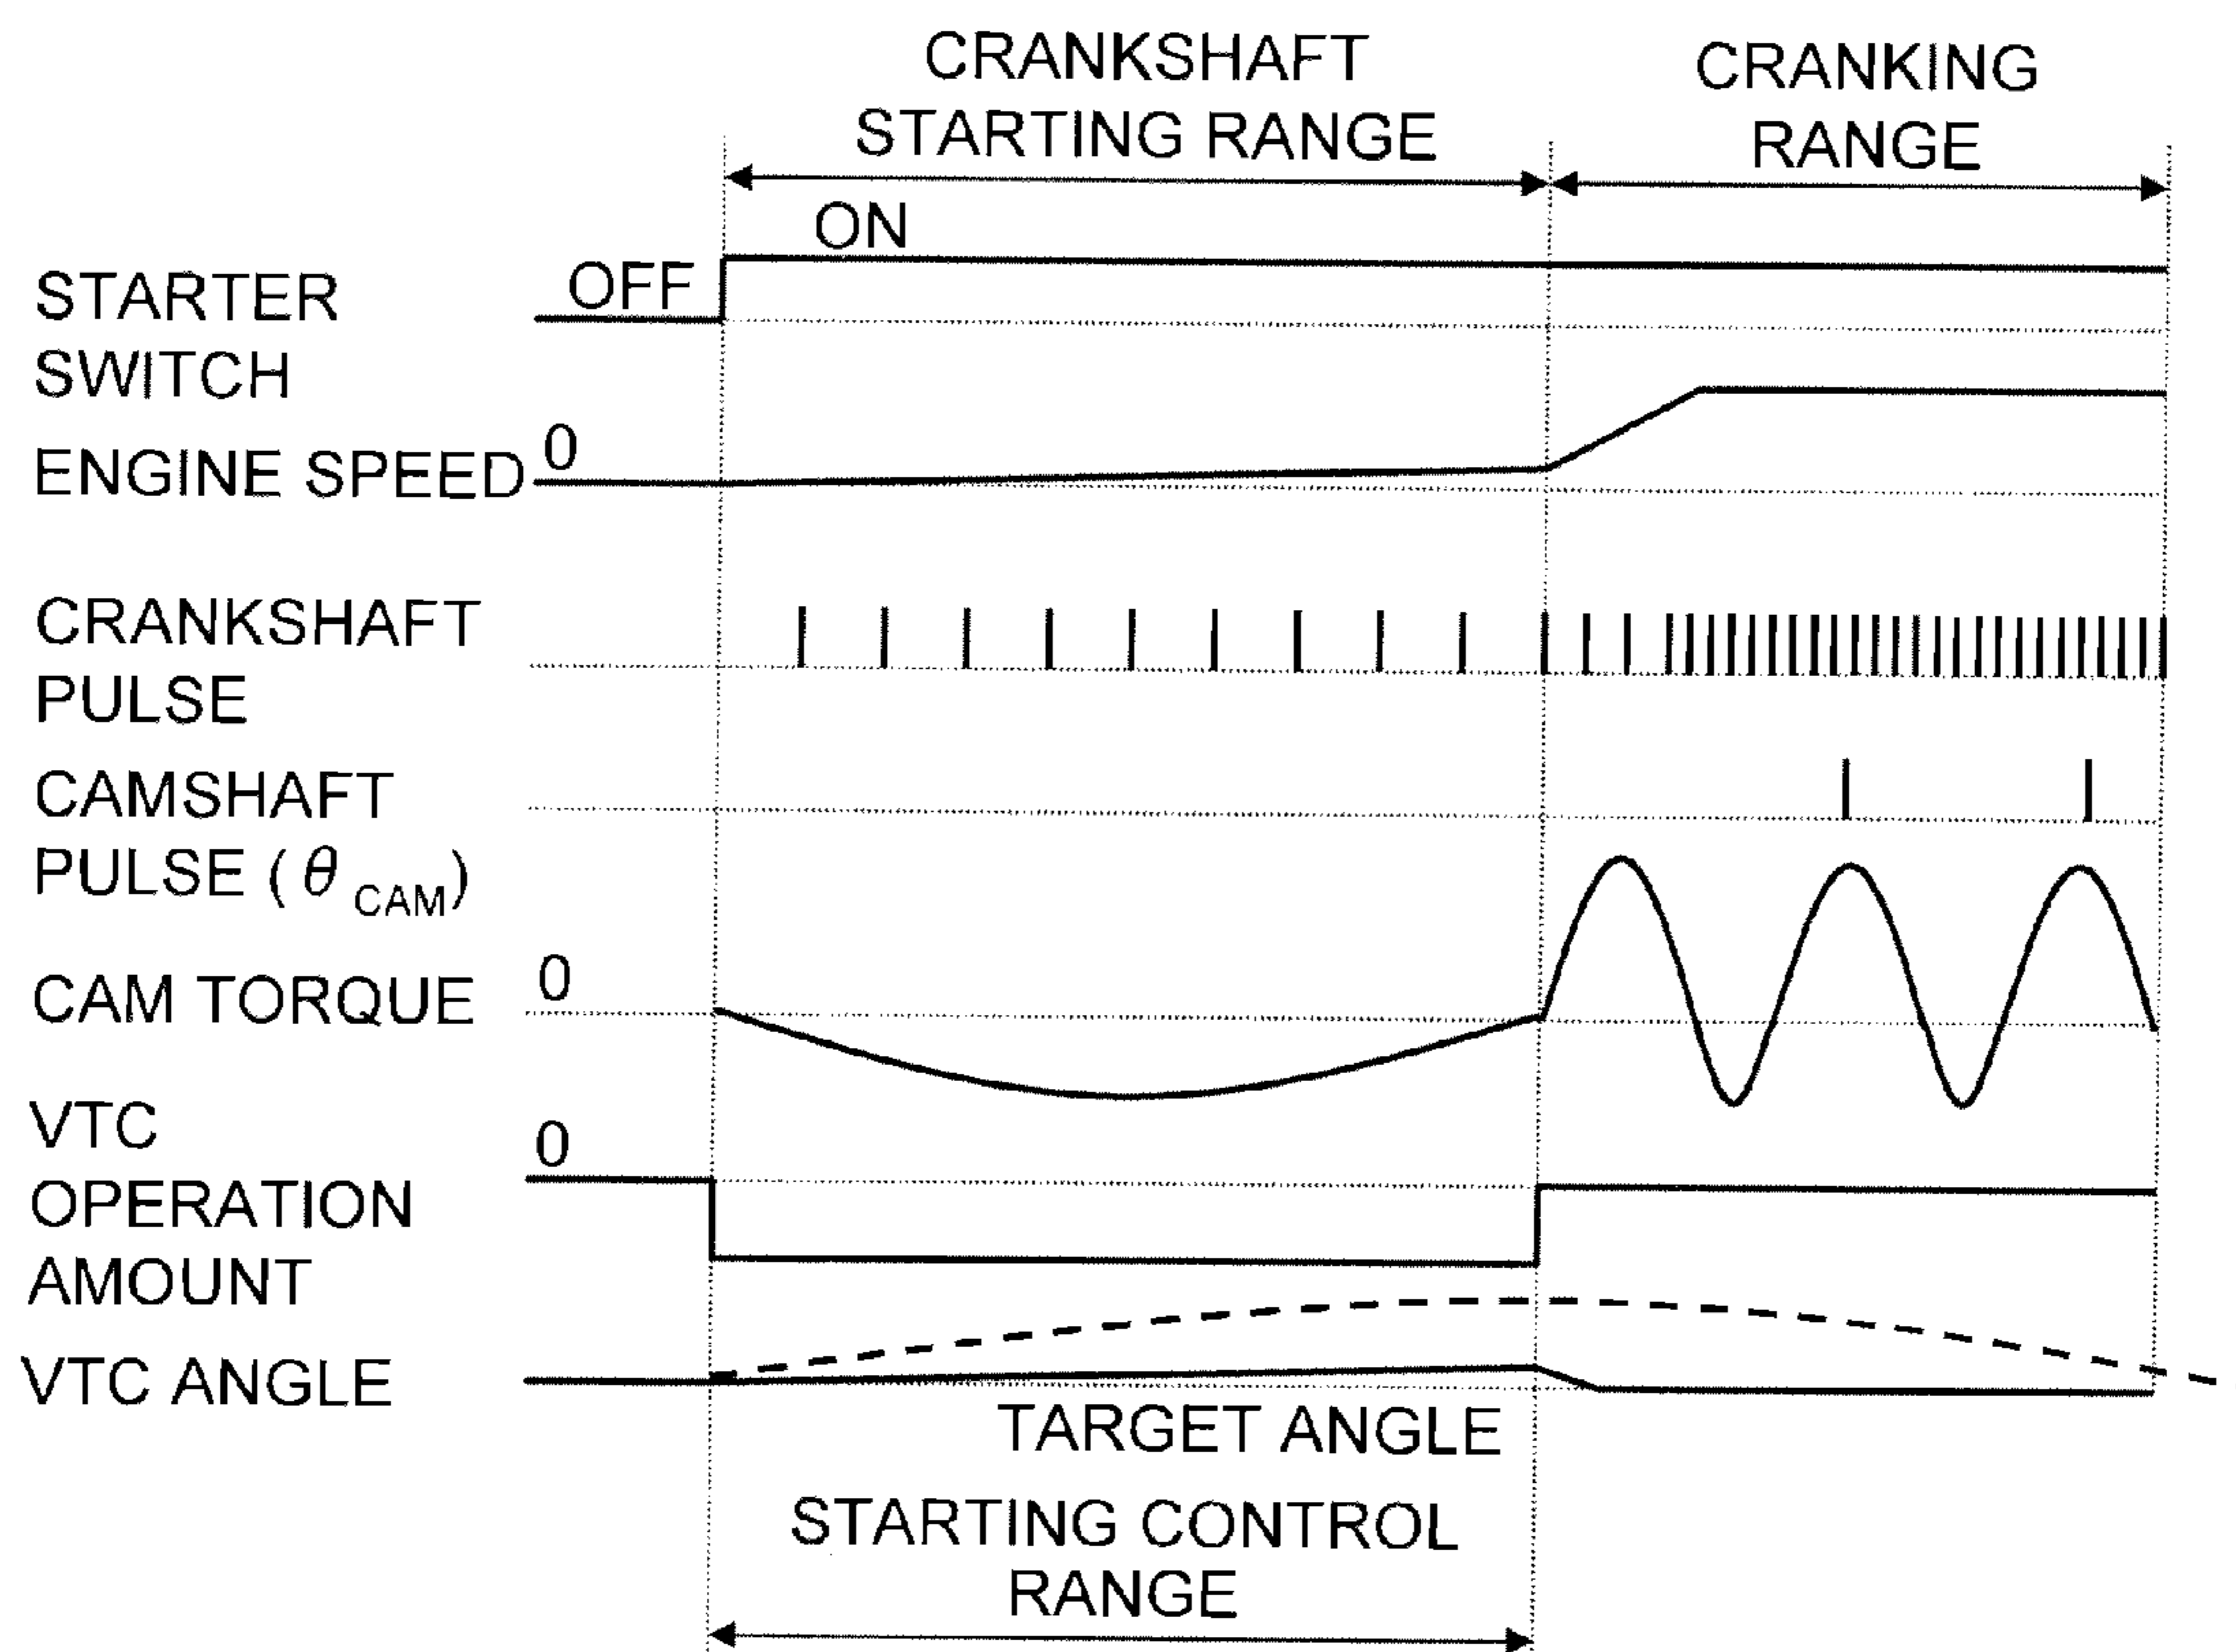 CRANKSHAFT
STARTING RANGE
CRANKING
RANGE
ON
OFF
STARTER
SWITCH
0
ENGINE SPEED
CRANKSHAFT
PULSE
CAMSHAFT
PULSE (θ CAM)
0
CAM TORQUE
VTC
OPERATION
AMOUNT
0
VTC ANGLE
TARGET ANGLE
STARTING CONTROL
RANGE